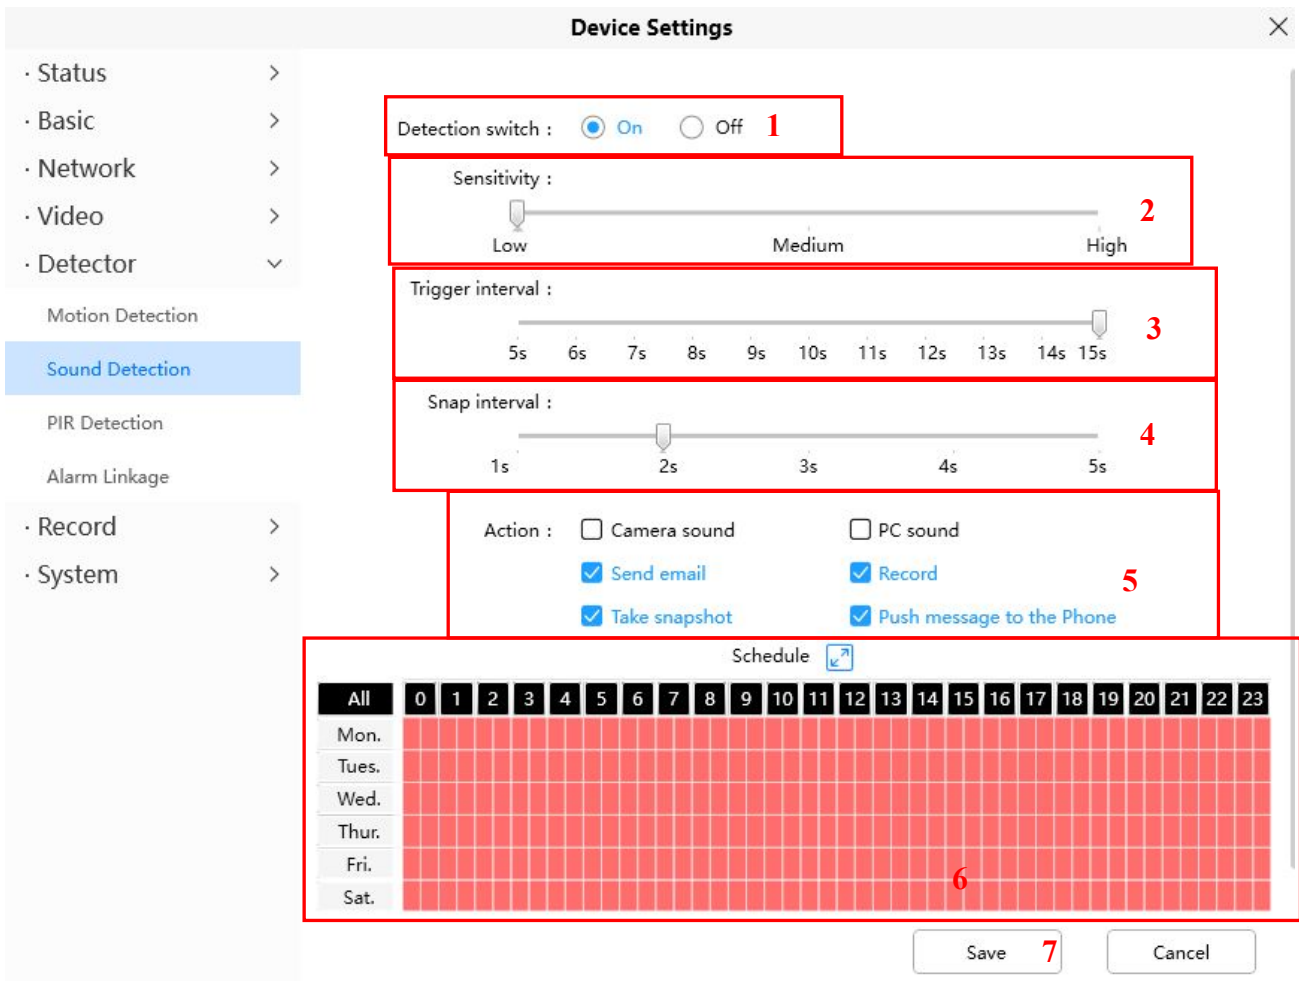 Device Settings
· Status
· Basic
· Network
· Video
· Detector
Motion Detection
Sound Detection
PIR Detection
Alarm Linkage
· Record
· System
Detection switch : On Off 1
Sensitivity :
2
Low Medium High
Trigger interval :
3
5s 6s 7s 8s 9s 10s 11s 12s 13s 14s 15s
Snap interval :
4
1s 2s 3s 4s 5s
Action : Camera sound PC sound
Send email Record 5
Take snapshot Push message to the Phone
Schedule
All 0 1 2 3 4 5 6 7 8 9 10 11 12 13 14 15 16 17 18 19 20 21 22 23
Mon.
Tues.
Wed.
Thur.
Fri.
6
Sat.
Save 7 Cancel